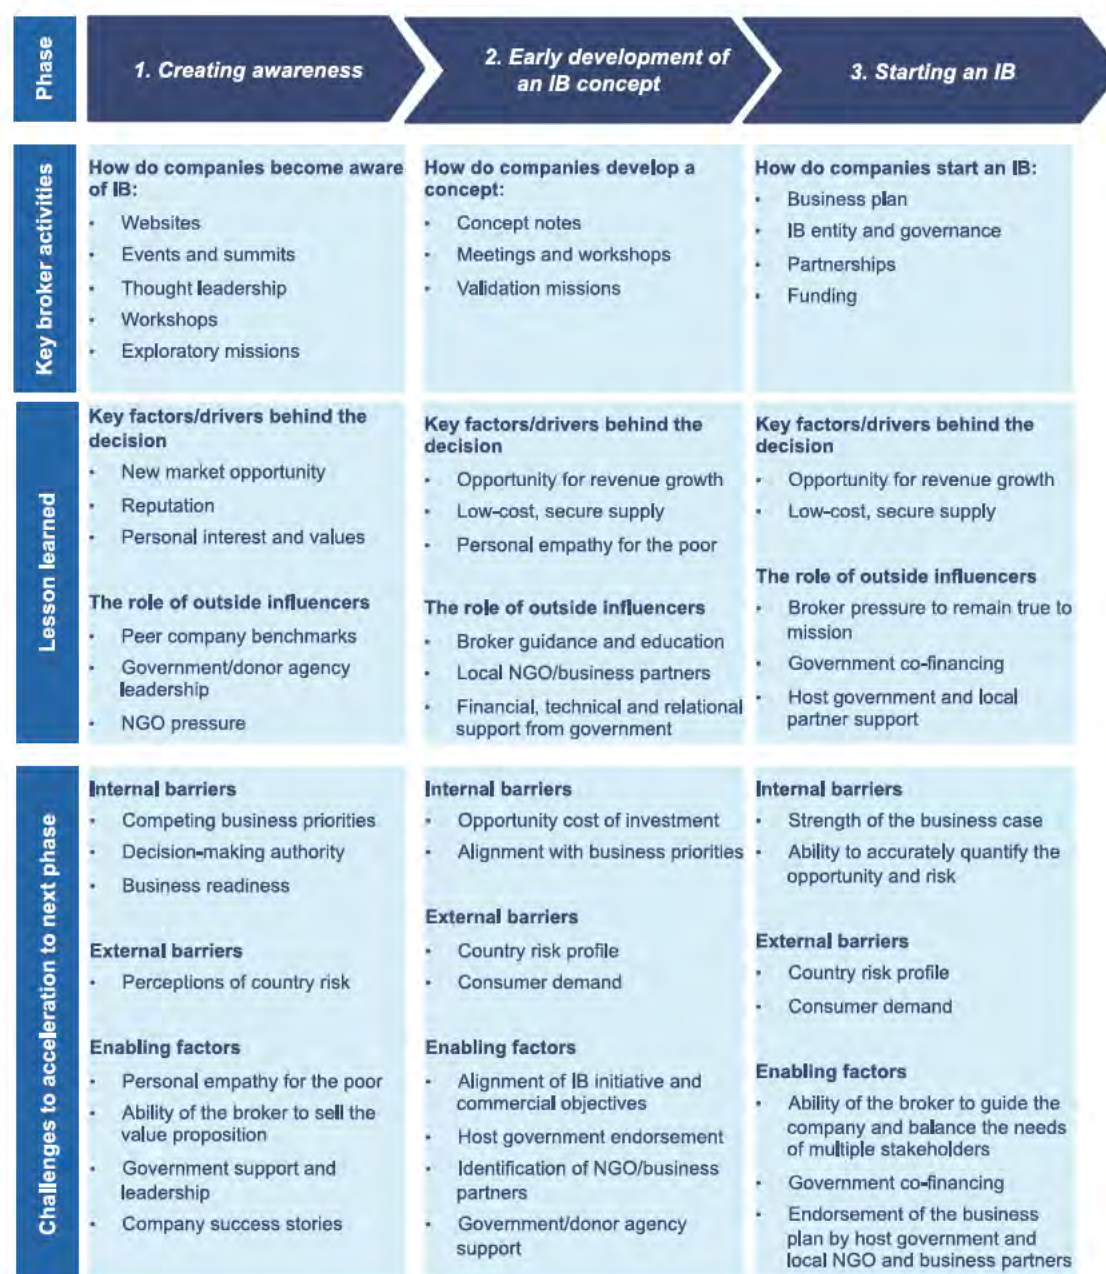 Phase
1. Creating awareness
2. Early development of
an IB concept
3. Starting an IB
Key broker activities
How do companies become aware
of IB:
• Websites
• Events and summits
• Thought leadership
• Workshops
• Exploratory missions
How do companies develop a
concept:
• Concept notes
• Meetings and workshops
• Validation missions
How do companies start an IB:
• Business plan
• IB entity and governance
• Partnerships
• Funding
Lesson learned
Key factors/drivers behind the
decision
• New market opportunity
• Reputation
• Personal interest and values
The role of outside influencers
• Peer company benchmarks
• Government/donor agency
leadership
• NGO pressure
Key factors/drivers behind the
decision
• Opportunity for revenue growth
• Low-cost, secure supply
• Personal empathy for the poor
The role of outside influencers
• Broker guidance and education
• Local NGO/business partners
• Financial, technical and relational
support from government
Key factors/drivers behind the
decision
• Opportunity for revenue growth
• Low-cost, secure supply
The role of outside influencers
• Broker pressure to remain true to
mission
• Government co-financing
• Host government and local
partner support
Challenges to acceleration to next phase
Internal barriers
• Competing business priorities
• Decision-making authority
• Business readiness
External barriers
• Perceptions of country risk
Enabling factors
• Personal empathy for the poor
• Ability of the broker to sell the
value proposition
• Government support and
leadership
• Company success stories
Internal barriers
• Opportunity cost of investment
• Alignment with business priorities
External barriers
• Country risk profile
• Consumer demand
Enabling factors
• Alignment of IB initiative and
commercial objectives
• Host government endorsement
• Identification of NGO/business
partners
• Government/donor agency
support
Internal barriers
• Strength of the business case
• Ability to accurately quantify the
opportunity and risk
External barriers
• Country risk profile
• Consumer demand
Enabling factors
• Ability of the broker to guide the
company and balance the needs
of multiple stakeholders
• Government co-financing
• Endorsement of the business
plan by host government and
local NGO and business partners